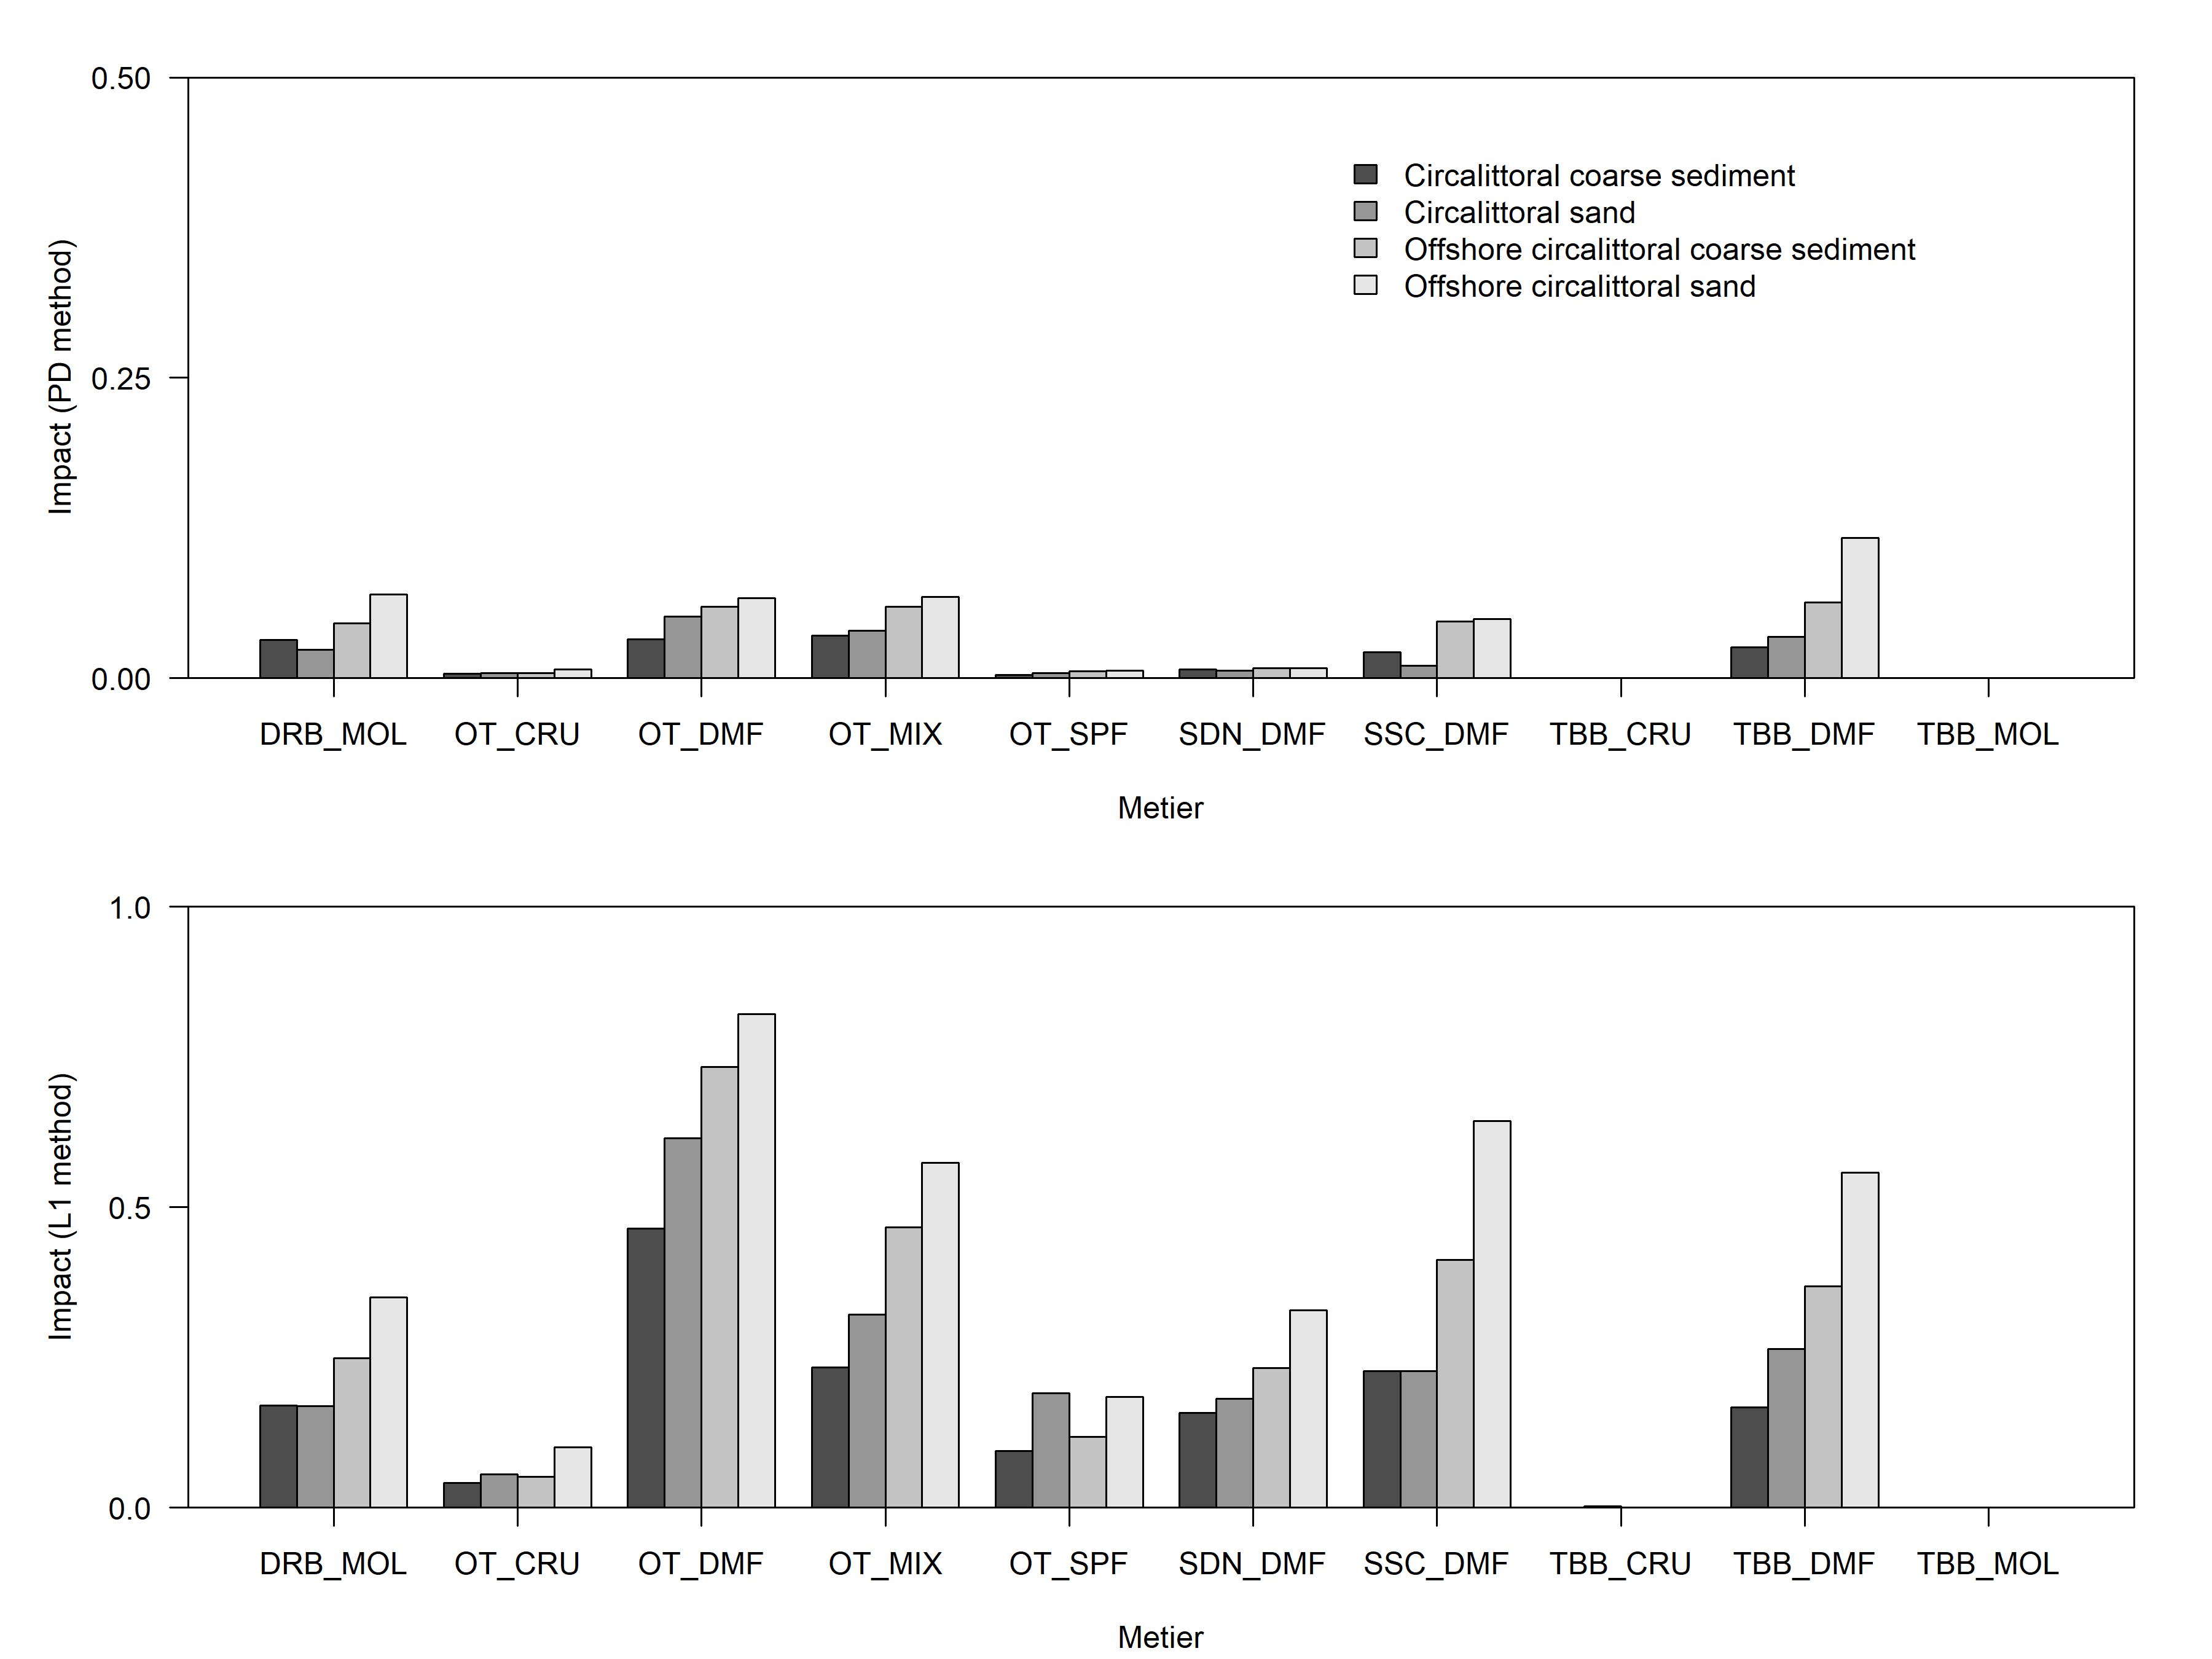 0.50
0.25
0.00
Impact (PD method)
Circalittoral coarse sediment
Circalittoral sand
Offshore circalittoral coarse sediment
Offshore circalittoral sand
DRB_MOL OT_CRU OT_DMF OT_MIX OT_SPF SDN_DMF SSC_DMF TBB_CRU TBB_DMF TBB_MOL
Metier
1.0
0.5
0.0
Impact (L1 method)
DRB_MOL OT_CRU OT_DMF OT_MIX OT_SPF SDN_DMF SSC_DMF TBB_CRU TBB_DMF TBB_MOL
Metier